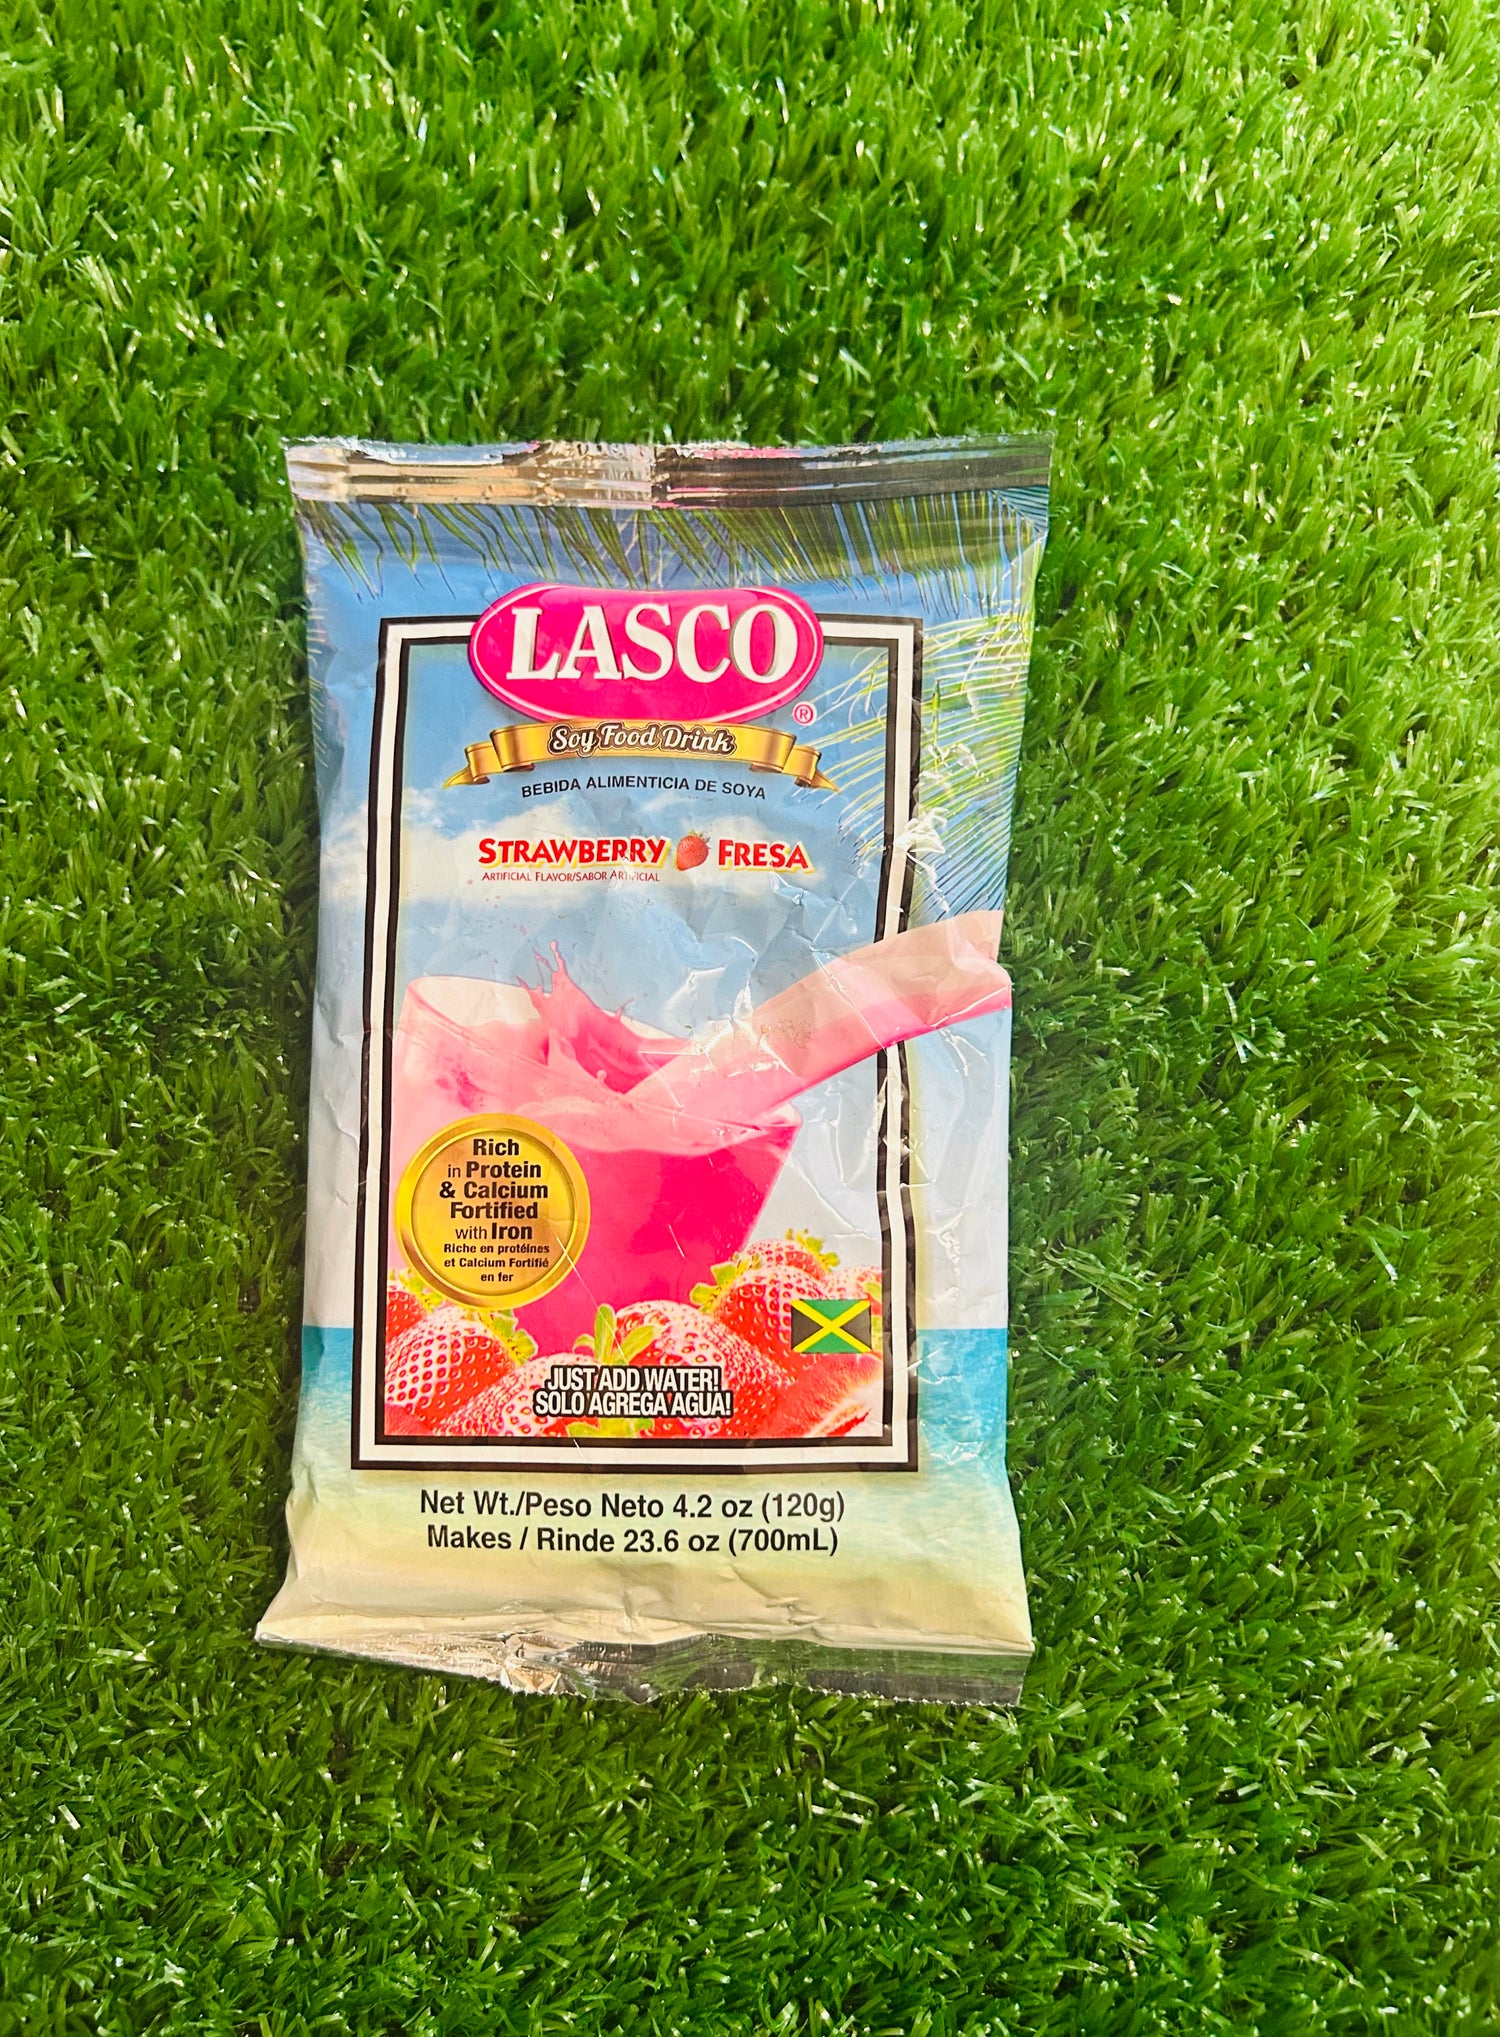 LASCO
®
Soy Food Drink
BEBIDA ALIMENTICIA DE SOYA
STRAWBERRY FRESA
ARTIFICIAL FLAVOR/SABOR ARTIFICIAL
Rich
in Protein
& Calcium
Fortified
with Iron
Riche en protéines
et Calcium Fortifié
en fer
JUST ADD WATER!
SOLO AGREGA AGUA!
Net Wt./Peso Neto 4.2 oz (120g)
Makes / Rinde 23.6 oz (700mL)